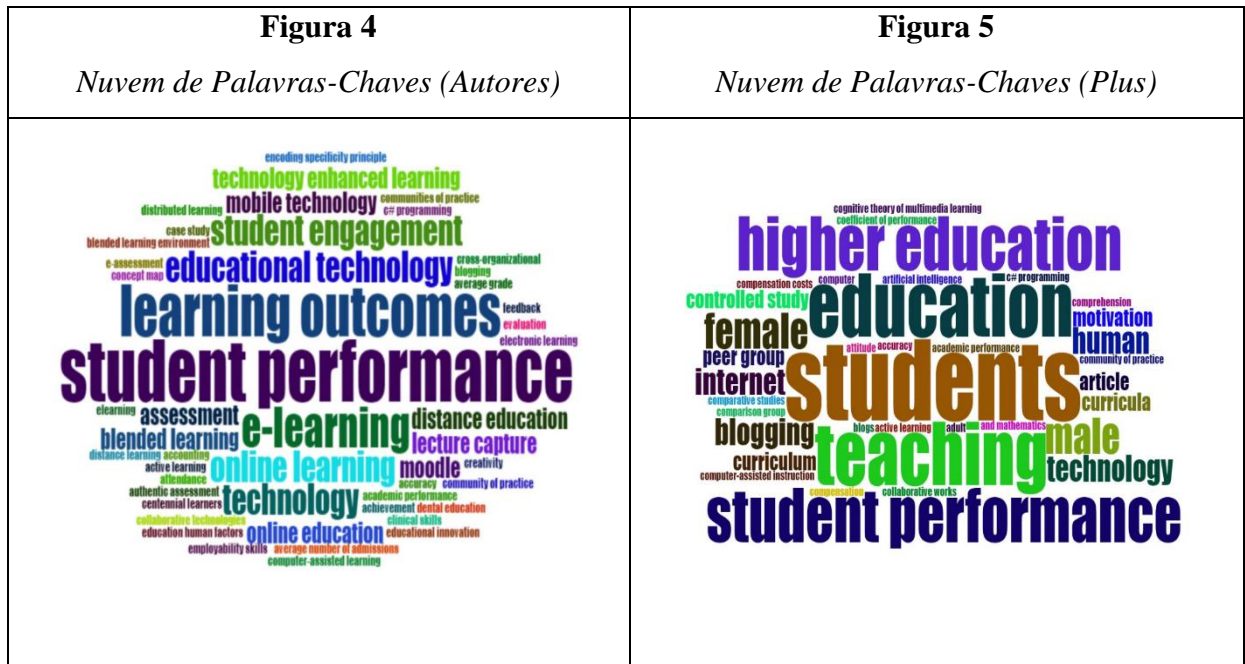 Figura 4
Nuvem de Palavras-Chaves (Autores)
encoding specificity principle
technology enhanced learning
mobile technology communities of practice
distributed learning c# programming
case study student engagement
blended learning environment
e-assessment educational technology cross-organizational
concept map blogging
average grade
learning outcomes feedback
evaluation
electronic learning
student performance
elearning assessment e-learning distance education
blended learning lecture capture
distance learning accounting online learning moodle creativity
active learning accuracy community of practice
attendance
authentic assessment technology academic performance
centennial learners achievement dental education
collaborative technologies clinical skills
education human factors online education educational innovation
employability skills average number of admissions
computer-assisted learning
Figura 5
Nuvem de Palavras-Chaves (Plus)
cognitive theory of multimedia learning
coefficient of performance
higher education
compensation costs computer artificial intelligence c# programming
controlled study education comprehension
female motivation
human
peer group attitude accuracy academic performance community of practice
internet students article
comparative studies curricula
comparison group
blogging blogs active learning adult and mathematics
teaching male
curriculum technology
computer-assisted instruction
compensation collaborative works
student performance